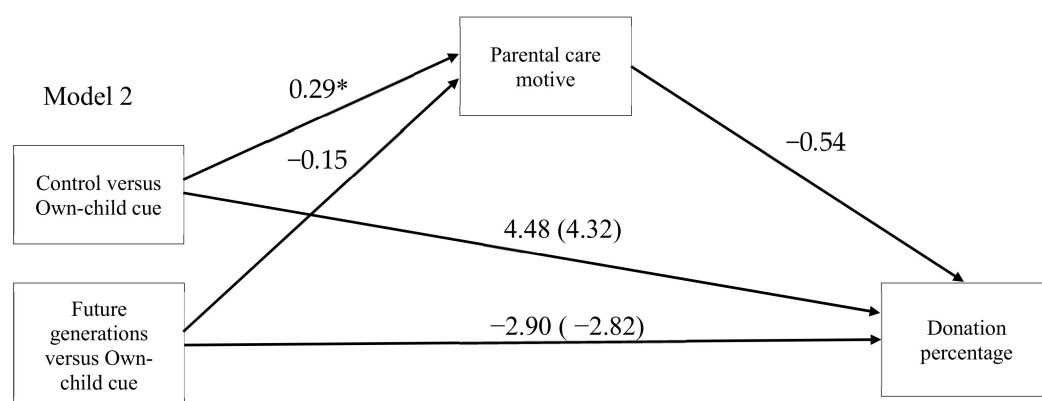 Parental care
motive
0.29*
Model 2
−0.15
−0.54
Control versus
Own-child cue
4.48 (4.32)
Future
generations
versus Own-
child cue
−2.90 ( −2.82)
Donation
percentage